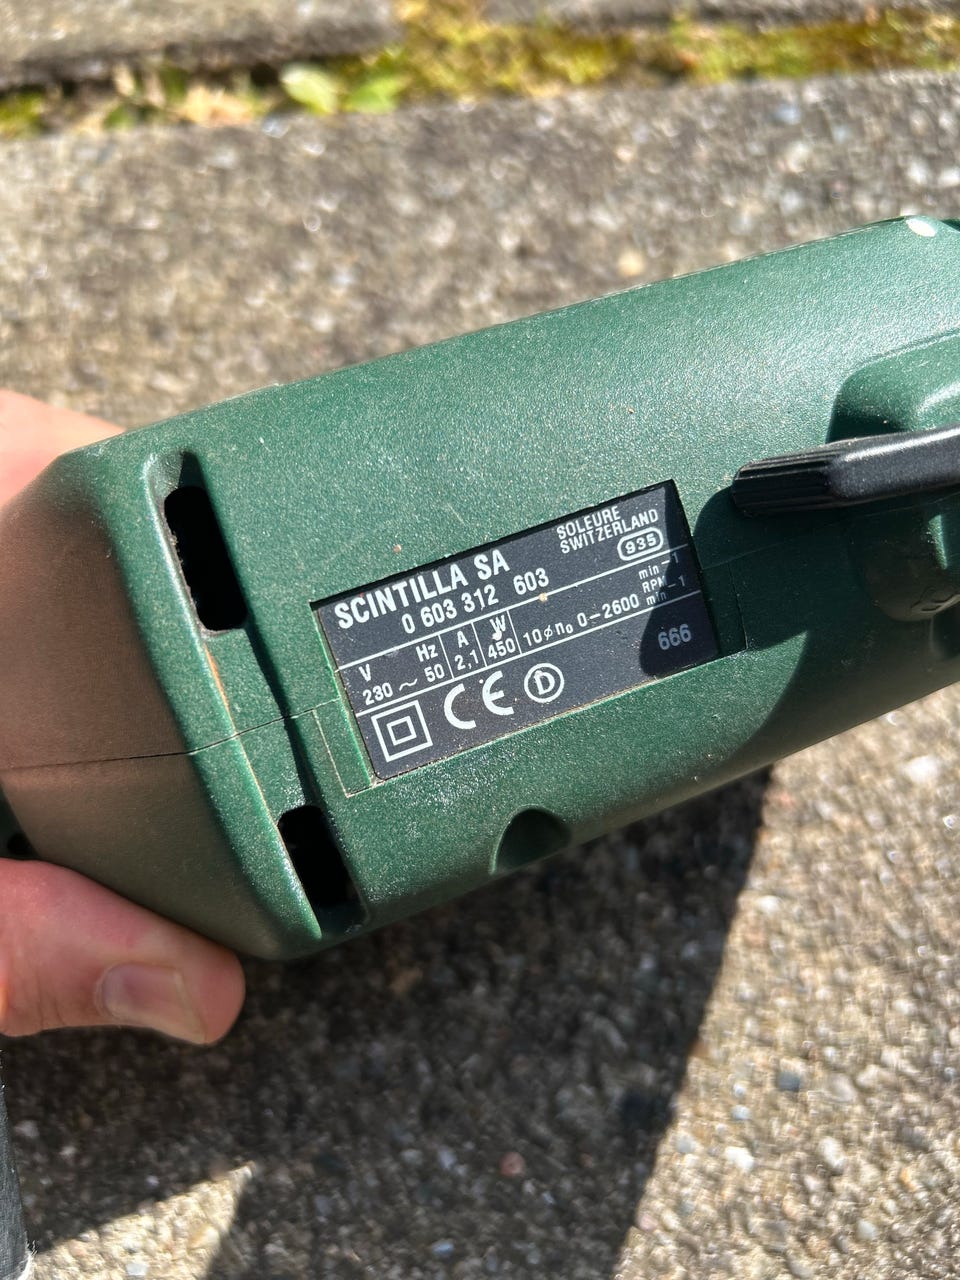 SCINTILLA SA
SOLEURE
SWITZERLAND
0 603 312 603
935
V Hz A W
230 ~ 50 2,1 450 10ø n₀ 0-2600 min-1
RPM
min-1
CE D 666